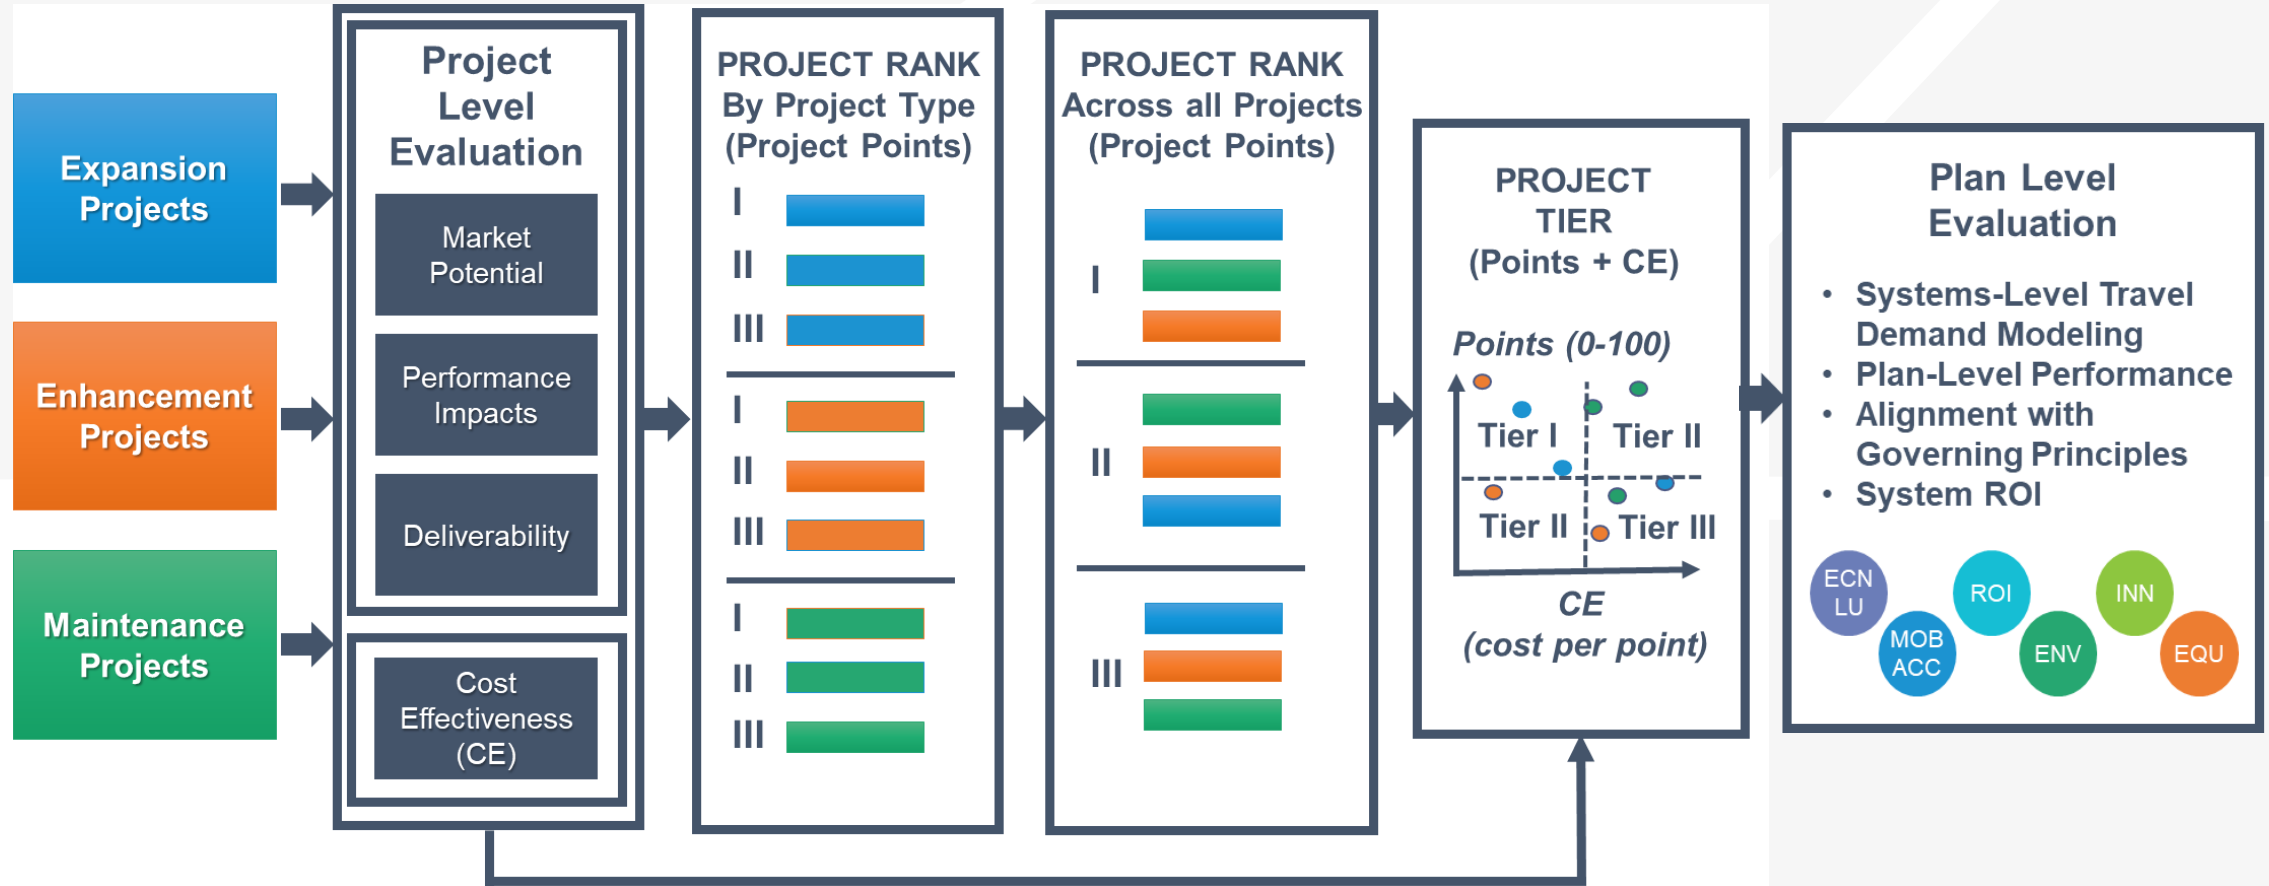 Expansion
Projects
Enhancement
Projects
Maintenance
Projects
Project
Level
Evaluation
Market
Potential
Performance
Impacts
Deliverability
Cost
Effectiveness
(CE)
PROJECT RANK
By Project Type
(Project Points)
I
II
III
I
II
III
I
II
III
PROJECT RANK
Across all Projects
(Project Points)
I
II
III
PROJECT
TIER
(Points + CE)
Points (0-100)
Tier I
Tier II
Tier II
Tier III
CE
(cost per point)
Plan Level
Evaluation
• Systems-Level Travel
Demand Modeling
• Plan-Level Performance
• Alignment with
Governing Principles
• System ROI
ECN
LU
MOB
ACC
ROI
ENV
INN
EQU